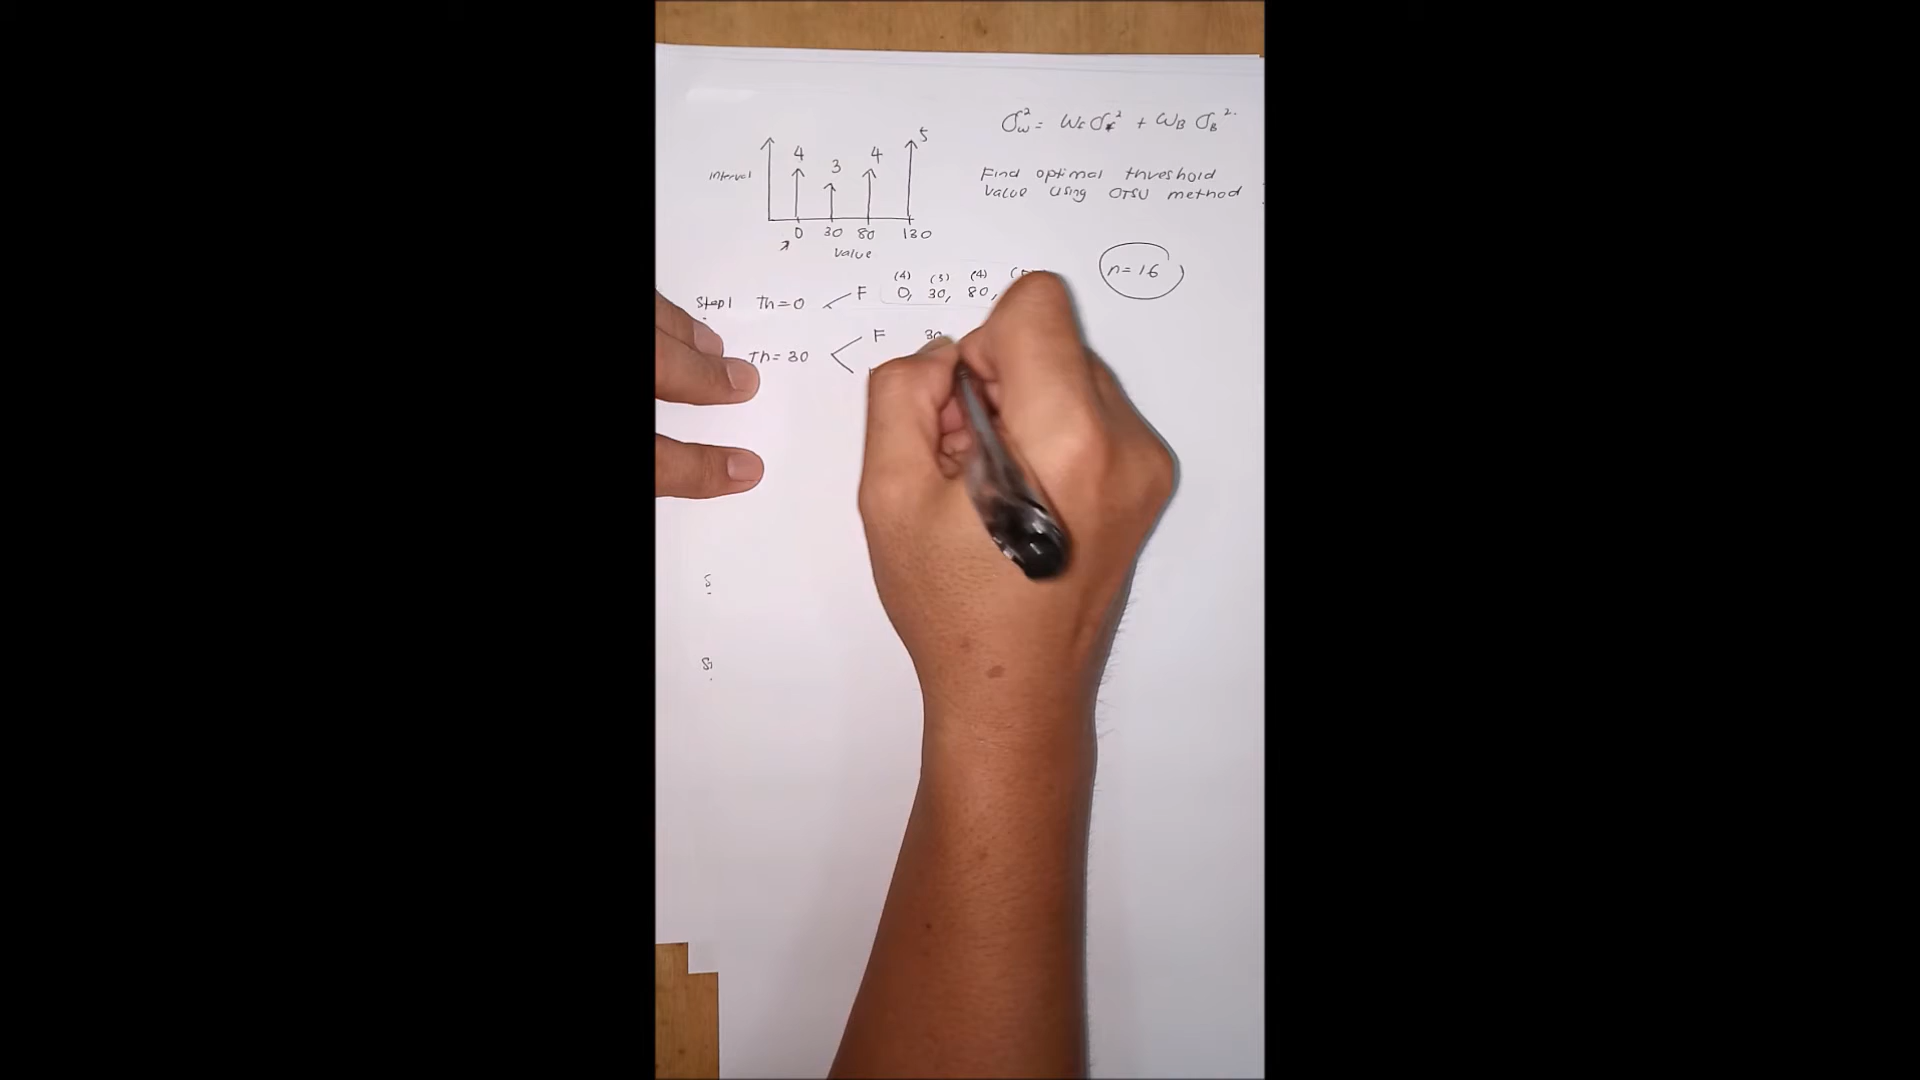 σw² = WF σF² + WB σB²
5
4 3 4
interval
Find optimal threshold
value using OTSU method
0 30 80 130
value
n=16
(4) (3) (4)
Step1 Th=0 F 0, 30, 80,
F 30
Th=30
S
S